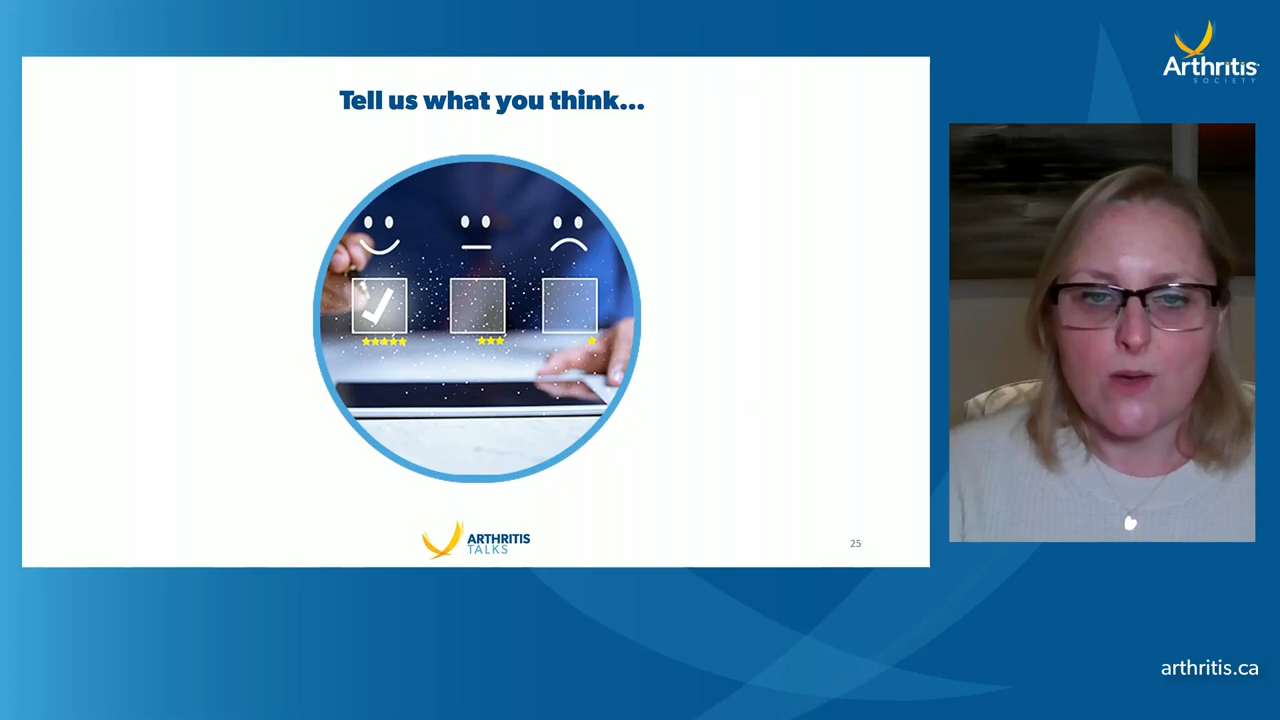 Tell us what you think...
ARTHRITIS
TALKS
25
Arthritis
SOCIETY
arthritis.ca